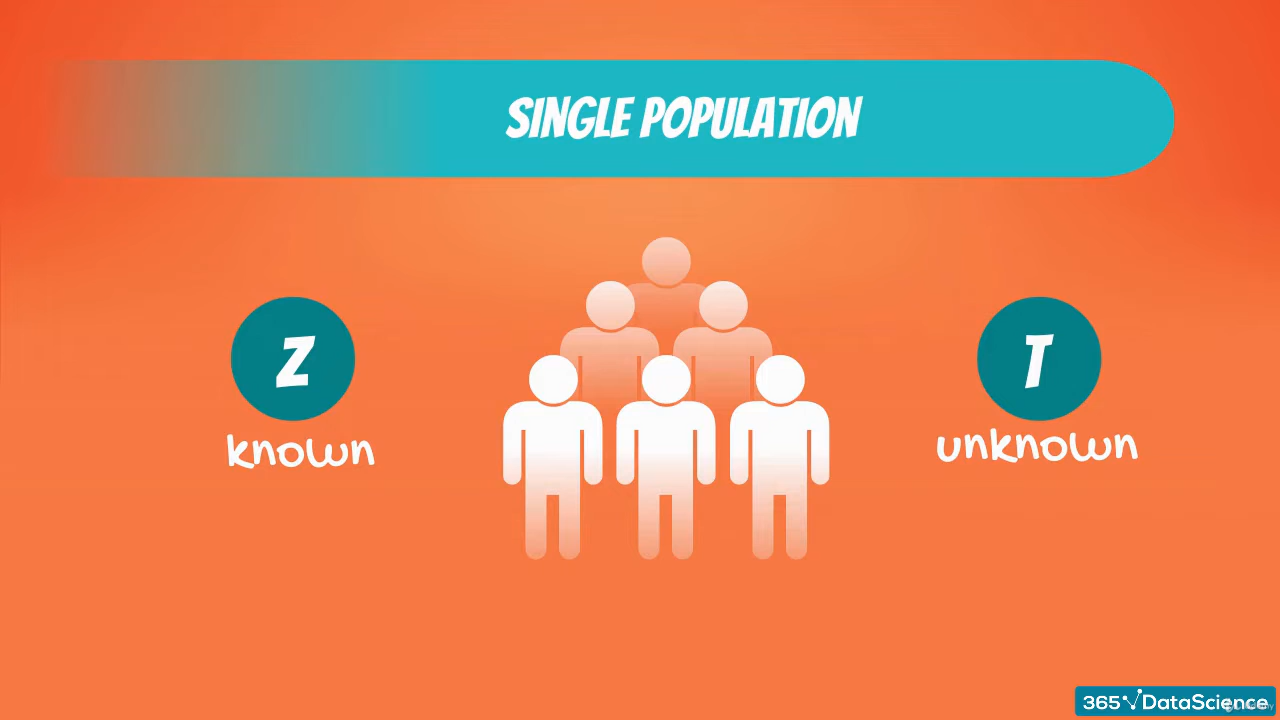 SINGLE POPULATION
Z
T
known
unknown
365 DataScience